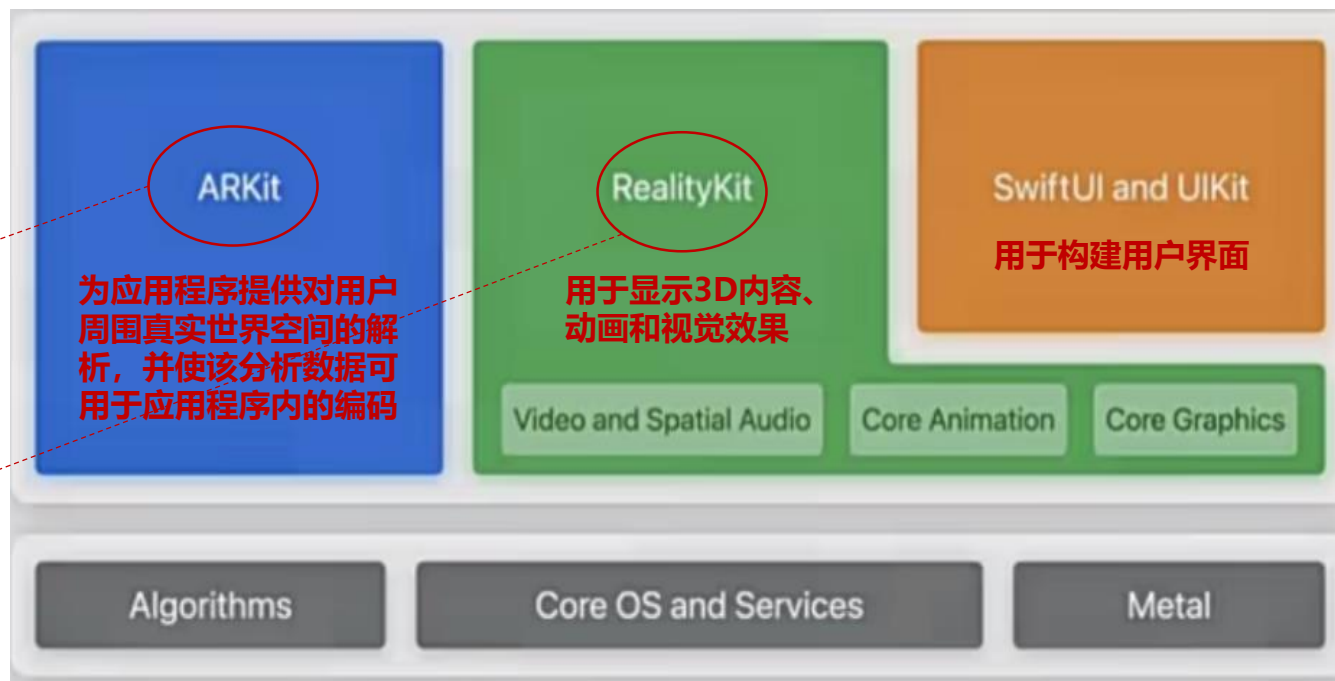 ARKit
为应用程序提供对用户
周围真实世界空间的解
析，并使该分析数据可
用于应用程序内的编码
RealityKit
用于显示3D内容、
动画和视觉效果
SwiftUI and UIKit
用于构建用户界面
Video and Spatial Audio
Core Animation
Core Graphics
Algorithms
Core OS and Services
Metal